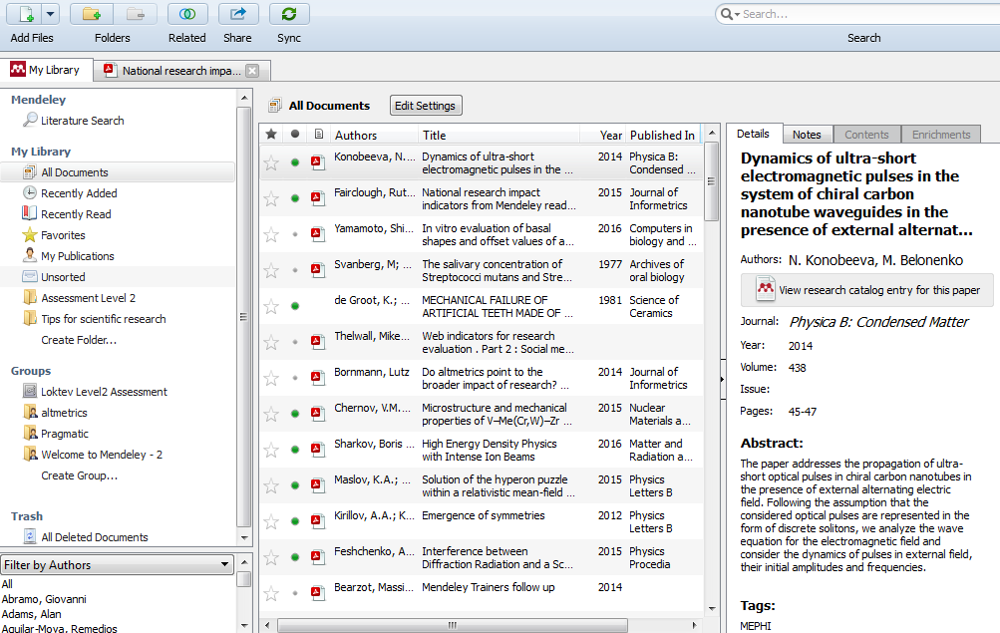 Search...
Add Files Folders Related Share Sync Search
My Library National research impa...
Mendeley
Literature Search
My Library
All Documents
Recently Added
Recently Read
Favorites
My Publications
Unsorted
Assessment Level 2
Tips for scientific research
Create Folder...
Groups
Loktev Level2 Assessment
altmetrics
Pragmatic
Welcome to Mendeley - 2
Create Group...
Trash
All Deleted Documents
Filter by Authors
All
Abramo, Giovanni
Adams, Alan
Aguilar-Moya, Remedios
All Documents Edit Settings
Authors Title Year Published In
Konobeeva, N.... Dynamics of ultra-short 2014 Physica B:
electromagnetic pulses in the ... Condensed ...
Fairclough, Rut... National research impact 2015 Journal of
indicators from Mendeley read... Informetrics
Yamamoto, Shi... In vitro evaluation of basal 2016 Computers in
shapes and offset values of a... biology and ...
Svanberg, M; ... The salivary concentration of 1977 Archives of
Streptococci mutans and Stre... oral biology
de Groot, K.; ... MECHANICAL FAILURE OF 1981 Science of
ARTIFICIAL TEETH MADE OF ... Ceramics
Thelwall, Mike... Web indicators for research
evaluation . Part 2 : Social me...
Bornmann, Lutz Do altmetrics point to the 2014 Journal of
broader impact of research? ... Informetrics
Chernov, V.M.... Microstructure and mechanical 2015 Nuclear
properties of V–Me(Cr,W)–Zr ... Materials a...
Sharkov, Boris ... High Energy Density Physics 2016 Matter and
with Intense Ion Beams Radiation a...
Maslov, K.A.; ... Solution of the hyperon puzzle 2015 Physics
within a relativistic mean-field ... Letters B
Kirillov, A.A.; K... Emergence of symmetries 2012 Physics
Letters B
Feshchenko, A... Interference between 2015 Physics
Diffraction Radiation and a Sc... Procedia
Bearzot, Massi... Mendeley Trainers follow up 2014
Details Notes Contents Enrichments
Dynamics of ultra-short
electromagnetic pulses in the
system of chiral carbon
nanotube waveguides in the
presence of external alternat...
Authors: N. Konobeeva, M. Belonenko
View research catalog entry for this paper
Journal: Physica B: Condensed Matter
Year: 2014
Volume: 438
Issue:
Pages: 45-47
Abstract:
The paper addresses the propagation of ultra-
short optical pulses in chiral carbon nanotubes in
the presence of external alternating electric
field. Following the assumption that the
considered optical pulses are represented in the
form of discrete solitons, we analyze the wave
equation for the electromagnetic field and
consider the dynamics of pulses in external field,
their initial amplitudes and frequencies.
Tags:
MEPHI